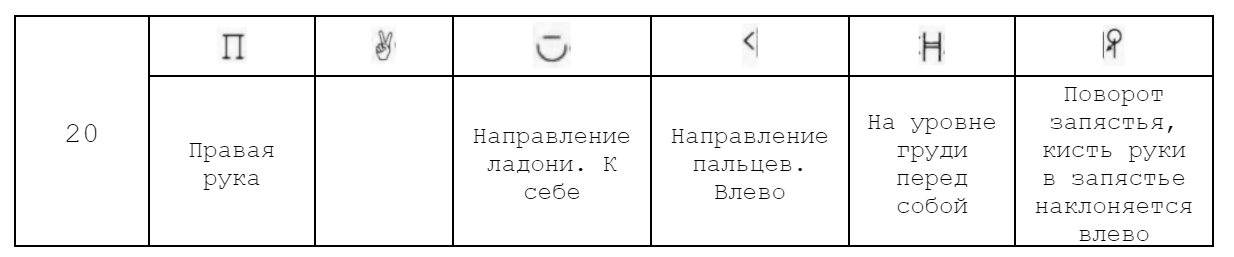 П
20
Правая
рука
Направление
ладони. К
себе
Направление
пальцев.
Влево
На уровне
груди
перед
собой
Поворот
запястья,
кисть руки
в запястье
наклоняется
влево